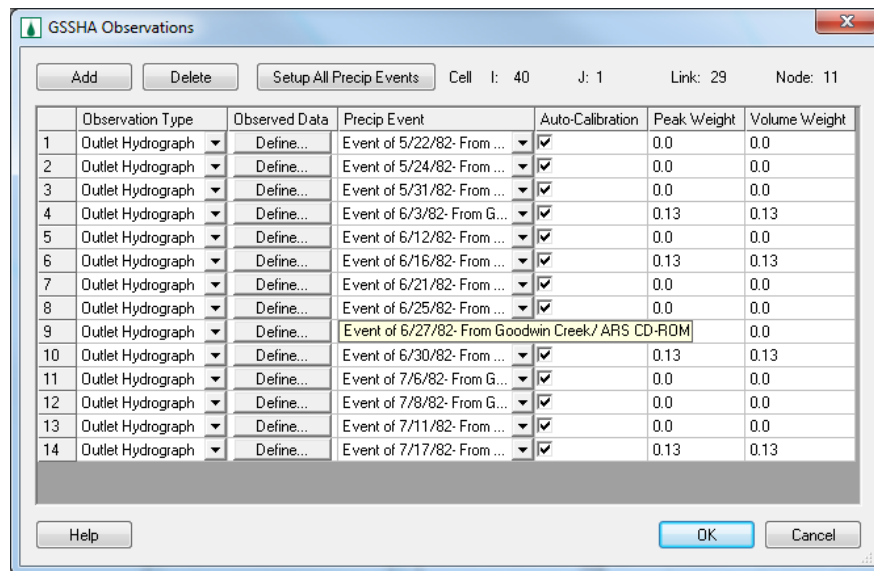 GSSHA Observations
Add Delete Setup All Precip Events Cell I: 40 J: 1 Link: 29 Node: 11
Observation Type Observed Data Precip Event Auto-Calibration Peak Weight Volume Weight
1 Outlet Hydrograph Define... Event of 5/22/82- From ... 0.0 0.0
2 Outlet Hydrograph Define... Event of 5/24/82- From ... 0.0 0.0
3 Outlet Hydrograph Define... Event of 5/31/82- From ... 0.0 0.0
4 Outlet Hydrograph Define... Event of 6/3/82- From G... 0.13 0.13
5 Outlet Hydrograph Define... Event of 6/12/82- From ... 0.0 0.0
6 Outlet Hydrograph Define... Event of 6/16/82- From ... 0.13 0.13
7 Outlet Hydrograph Define... Event of 6/21/82- From ... 0.0 0.0
8 Outlet Hydrograph Define... Event of 6/25/82- From ... 0.0 0.0
9 Outlet Hydrograph Define... Event of 6/27/82- From Goodwin Creek/ ARS CD-ROM 0.0
10 Outlet Hydrograph Define... Event of 6/30/82- From ... 0.13 0.13
11 Outlet Hydrograph Define... Event of 7/6/82- From G... 0.0 0.0
12 Outlet Hydrograph Define... Event of 7/8/82- From G... 0.0 0.0
13 Outlet Hydrograph Define... Event of 7/11/82- From ... 0.0 0.0
14 Outlet Hydrograph Define... Event of 7/17/82- From ... 0.13 0.13
Help OK Cancel